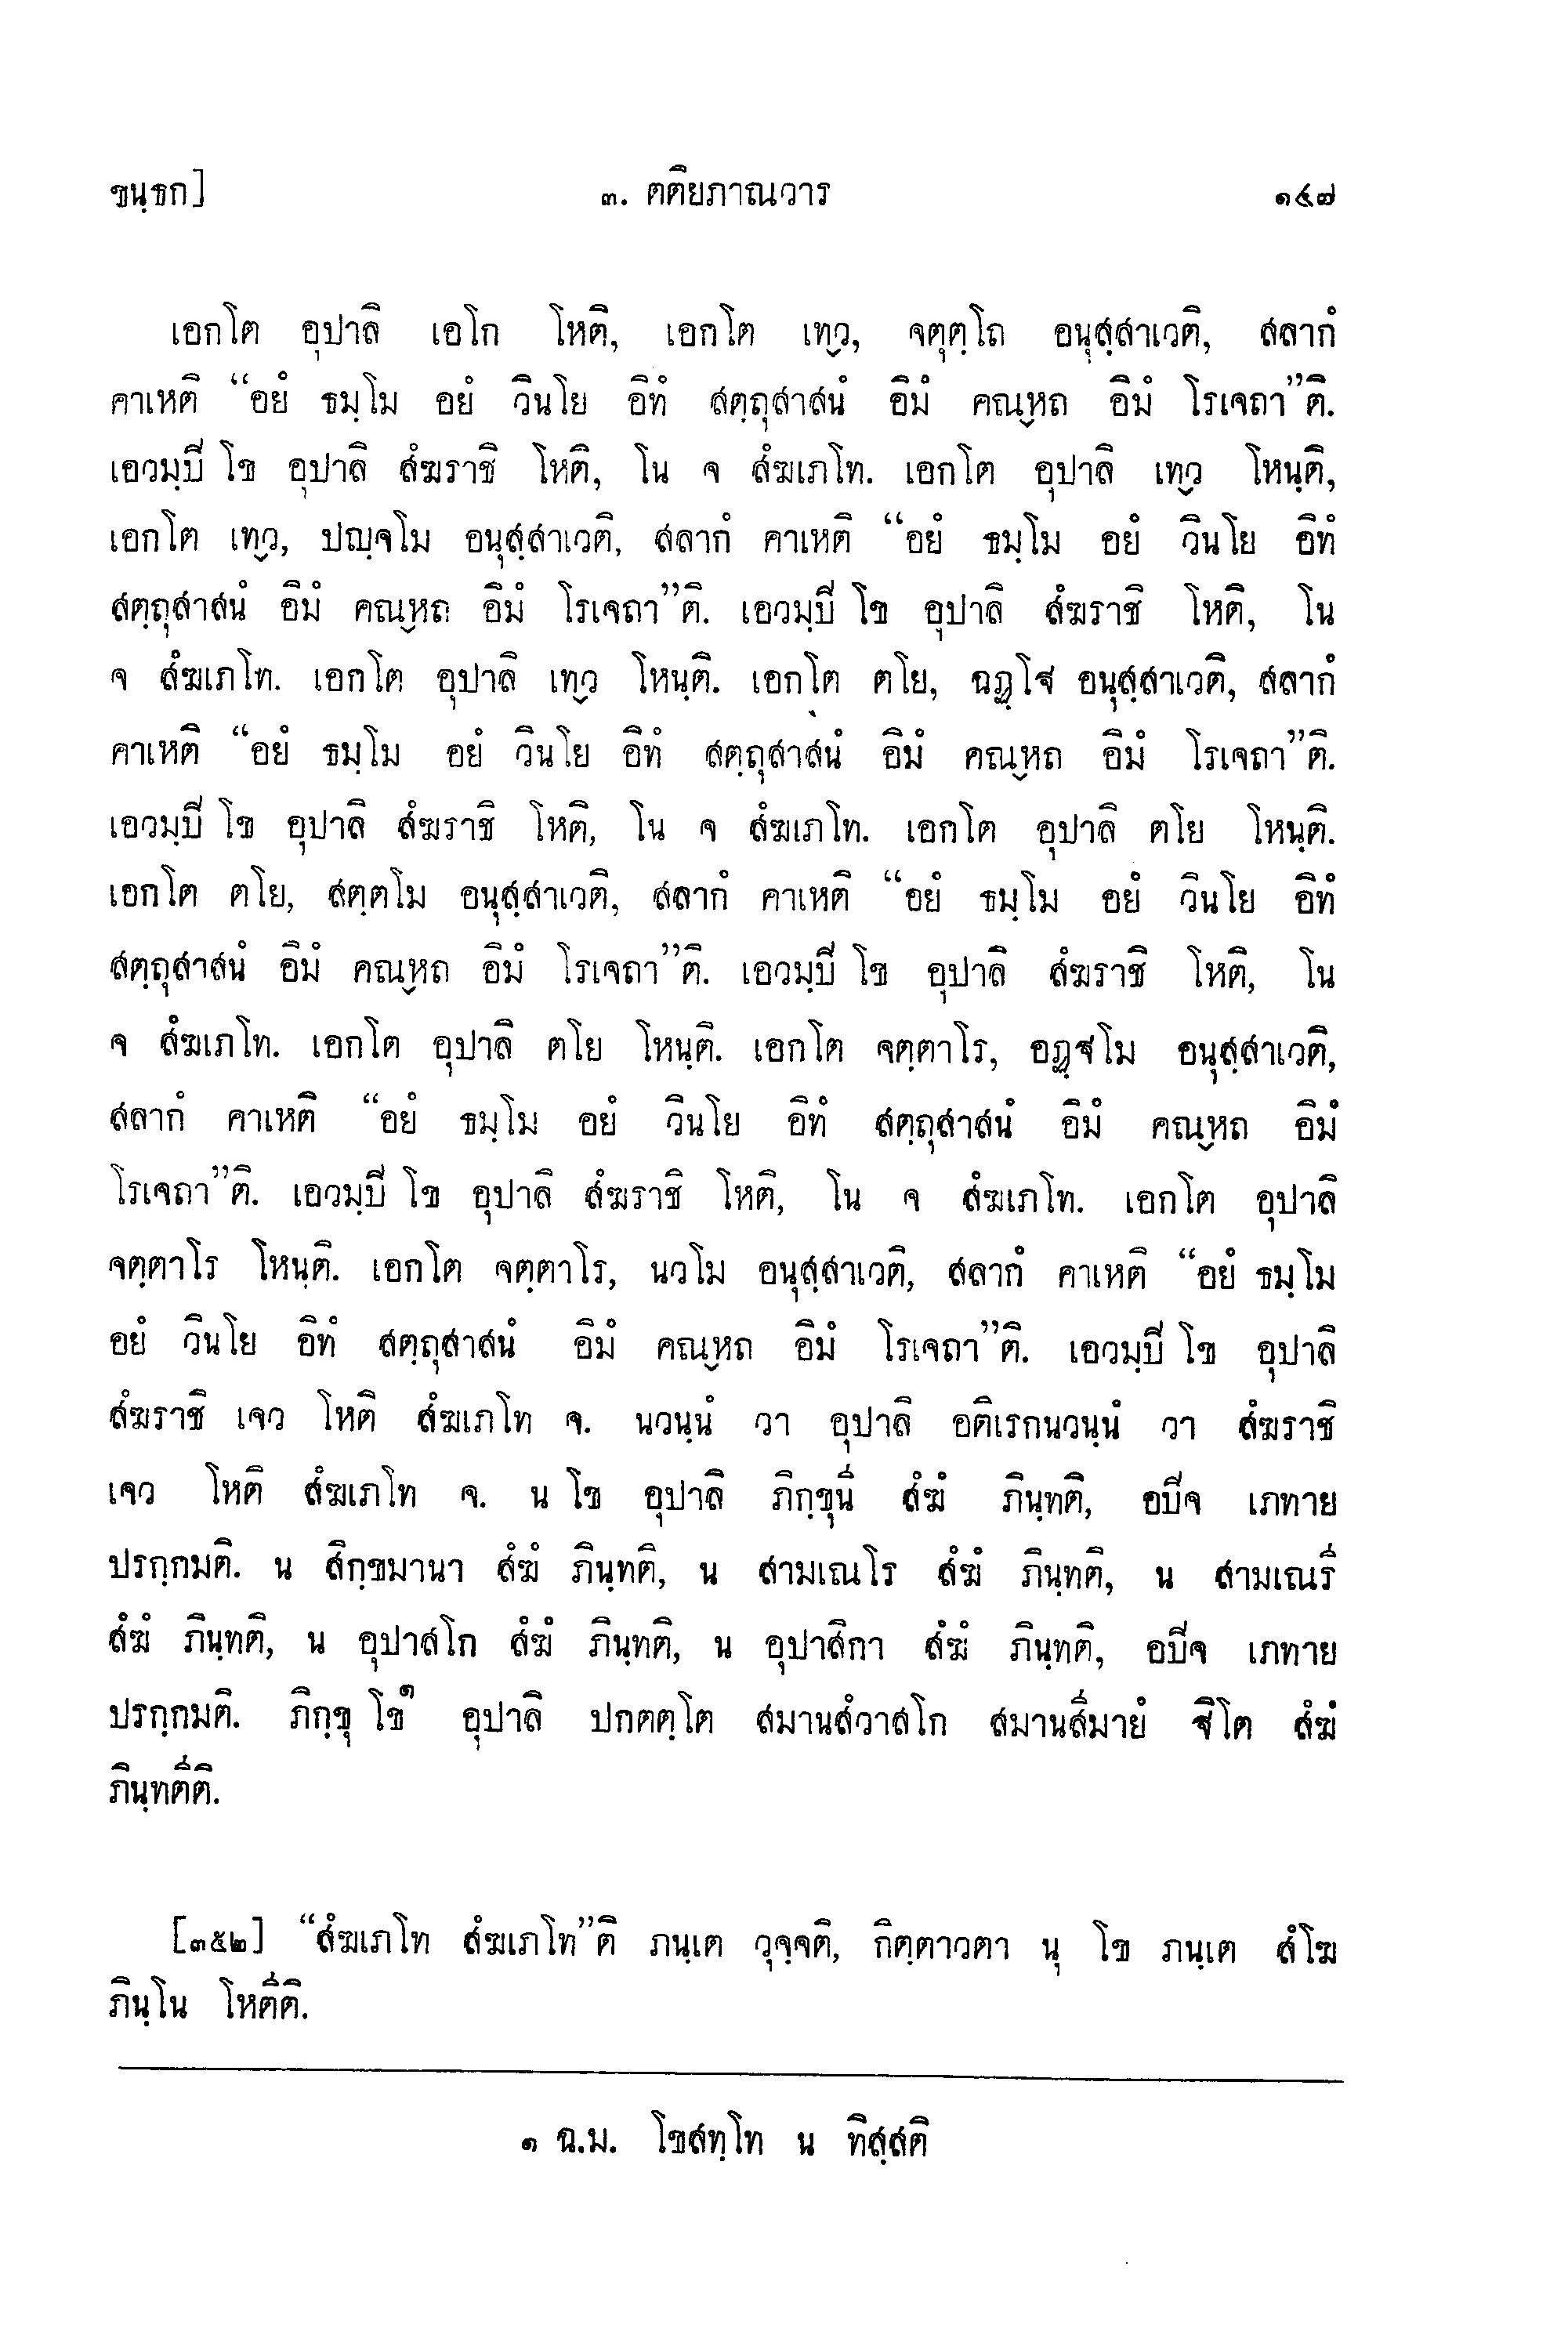 ขนฺธก] ๓. ตติยภาณวาร ๑๔๗
เอกโต อุปาลิ เอโก โหติ, เอกโต เทฺว, จตุตฺโถ อนุสฺสาเวติ, สลากํ
คาเหติ “อยํ ธมฺโม อยํ วินโย อิทํ สตฺถุสาสนํ อิมํ คณฺหถ อิมํ โรเจถา”ติ.
เอวมฺปิ โข อุปาลิ สํฆราชิ โหติ, โน จ สํฆเภโท. เอกโต อุปาลิ เทฺว โหนฺติ,
เอกโต เทฺว, ปญฺจโม อนุสฺสาเวติ, สลากํ คาเหติ “อยํ ธมฺโม อยํ วินโย อิทํ
สตฺถุสาสนํ อิมํ คณฺหถ อิมํ โรเจถา”ติ. เอวมฺปิ โข อุปาลิ สํฆราชิ โหติ, โน
จ สํฆเภโท. เอกโต อุปาลิ เทฺว โหนฺติ. เอกโต ตโย, ฉฏฺโฐ อนุสฺสาเวติ, สลากํ
คาเหติ “อยํ ธมฺโม อยํ วินโย อิทํ สตฺถุสาสนํ อิมํ คณฺหถ อิมํ โรเจถา”ติ.
เอวมฺปิ โข อุปาลิ สํฆราชิ โหติ, โน จ สํฆเภโท. เอกโต อุปาลิ ตโย โหนฺติ.
เอกโต ตโย, สตฺตโม อนุสฺสาเวติ, สลากํ คาเหติ “อยํ ธมฺโม อยํ วินโย อิทํ
สตฺถุสาสนํ อิมํ คณฺหถ อิมํ โรเจถา”ติ. เอวมฺปิ โข อุปาลิ สํฆราชิ โหติ, โน
จ สํฆเภโท. เอกโต อุปาลิ ตโย โหนฺติ. เอกโต จตฺตาโร, อฏฺฐโม อนุสฺสาเวติ,
สลากํ คาเหติ “อยํ ธมฺโม อยํ วินโย อิทํ สตฺถุสาสนํ อิมํ คณฺหถ อิมํ
โรเจถา”ติ. เอวมฺปิ โข อุปาลิ สํฆราชิ โหติ, โน จ สํฆเภโท. เอกโต อุปาลิ
จตฺตาโร โหนฺติ. เอกโต จตฺตาโร, นวโม อนุสฺสาเวติ, สลากํ คาเหติ “อยํ ธมฺโม
อยํ วินโย อิทํ สตฺถุสาสนํ อิมํ คณฺหถ อิมํ โรเจถา”ติ. เอวมฺปิ โข อุปาลิ
สํฆราชิ เจว โหติ สํฆเภโท จ. นวนฺนํ วา อุปาลิ อติเรกนวนฺนํ วา สํฆราชิ
เจว โหติ สํฆเภโท จ. น โข อุปาลิ ภิกฺขุนี สํฆํ ภินฺทติ, อปิจ เภทาย
ปรกฺกมติ. น สิกฺขมานา สํฆํ ภินฺทติ, น สามเณโร สํฆํ ภินฺทติ, น สามเณรี
สํฆํ ภินฺทติ, น อุปาสโก สํฆํ ภินฺทติ, น อุปาสิกา สํฆํ ภินฺทติ, อปิจ เภทาย
ปรกฺกมติ. ภิกฺขุ โข๑ อุปาลิ ปกตตฺโต สมานสํวาสโก สมานสีมายํ ฐิโต สํฆํ
ภินฺทตีติ.
[๓๕๒] “สํฆเภโท สํฆเภโท”ติ ภนฺเต วุจฺจติ, กิตฺตาวตา นุ โข ภนฺเต สํโฆ
ภินฺโน โหตีติ.
๑ ฉ.ม. โขสทฺโท น ทิสฺสติ